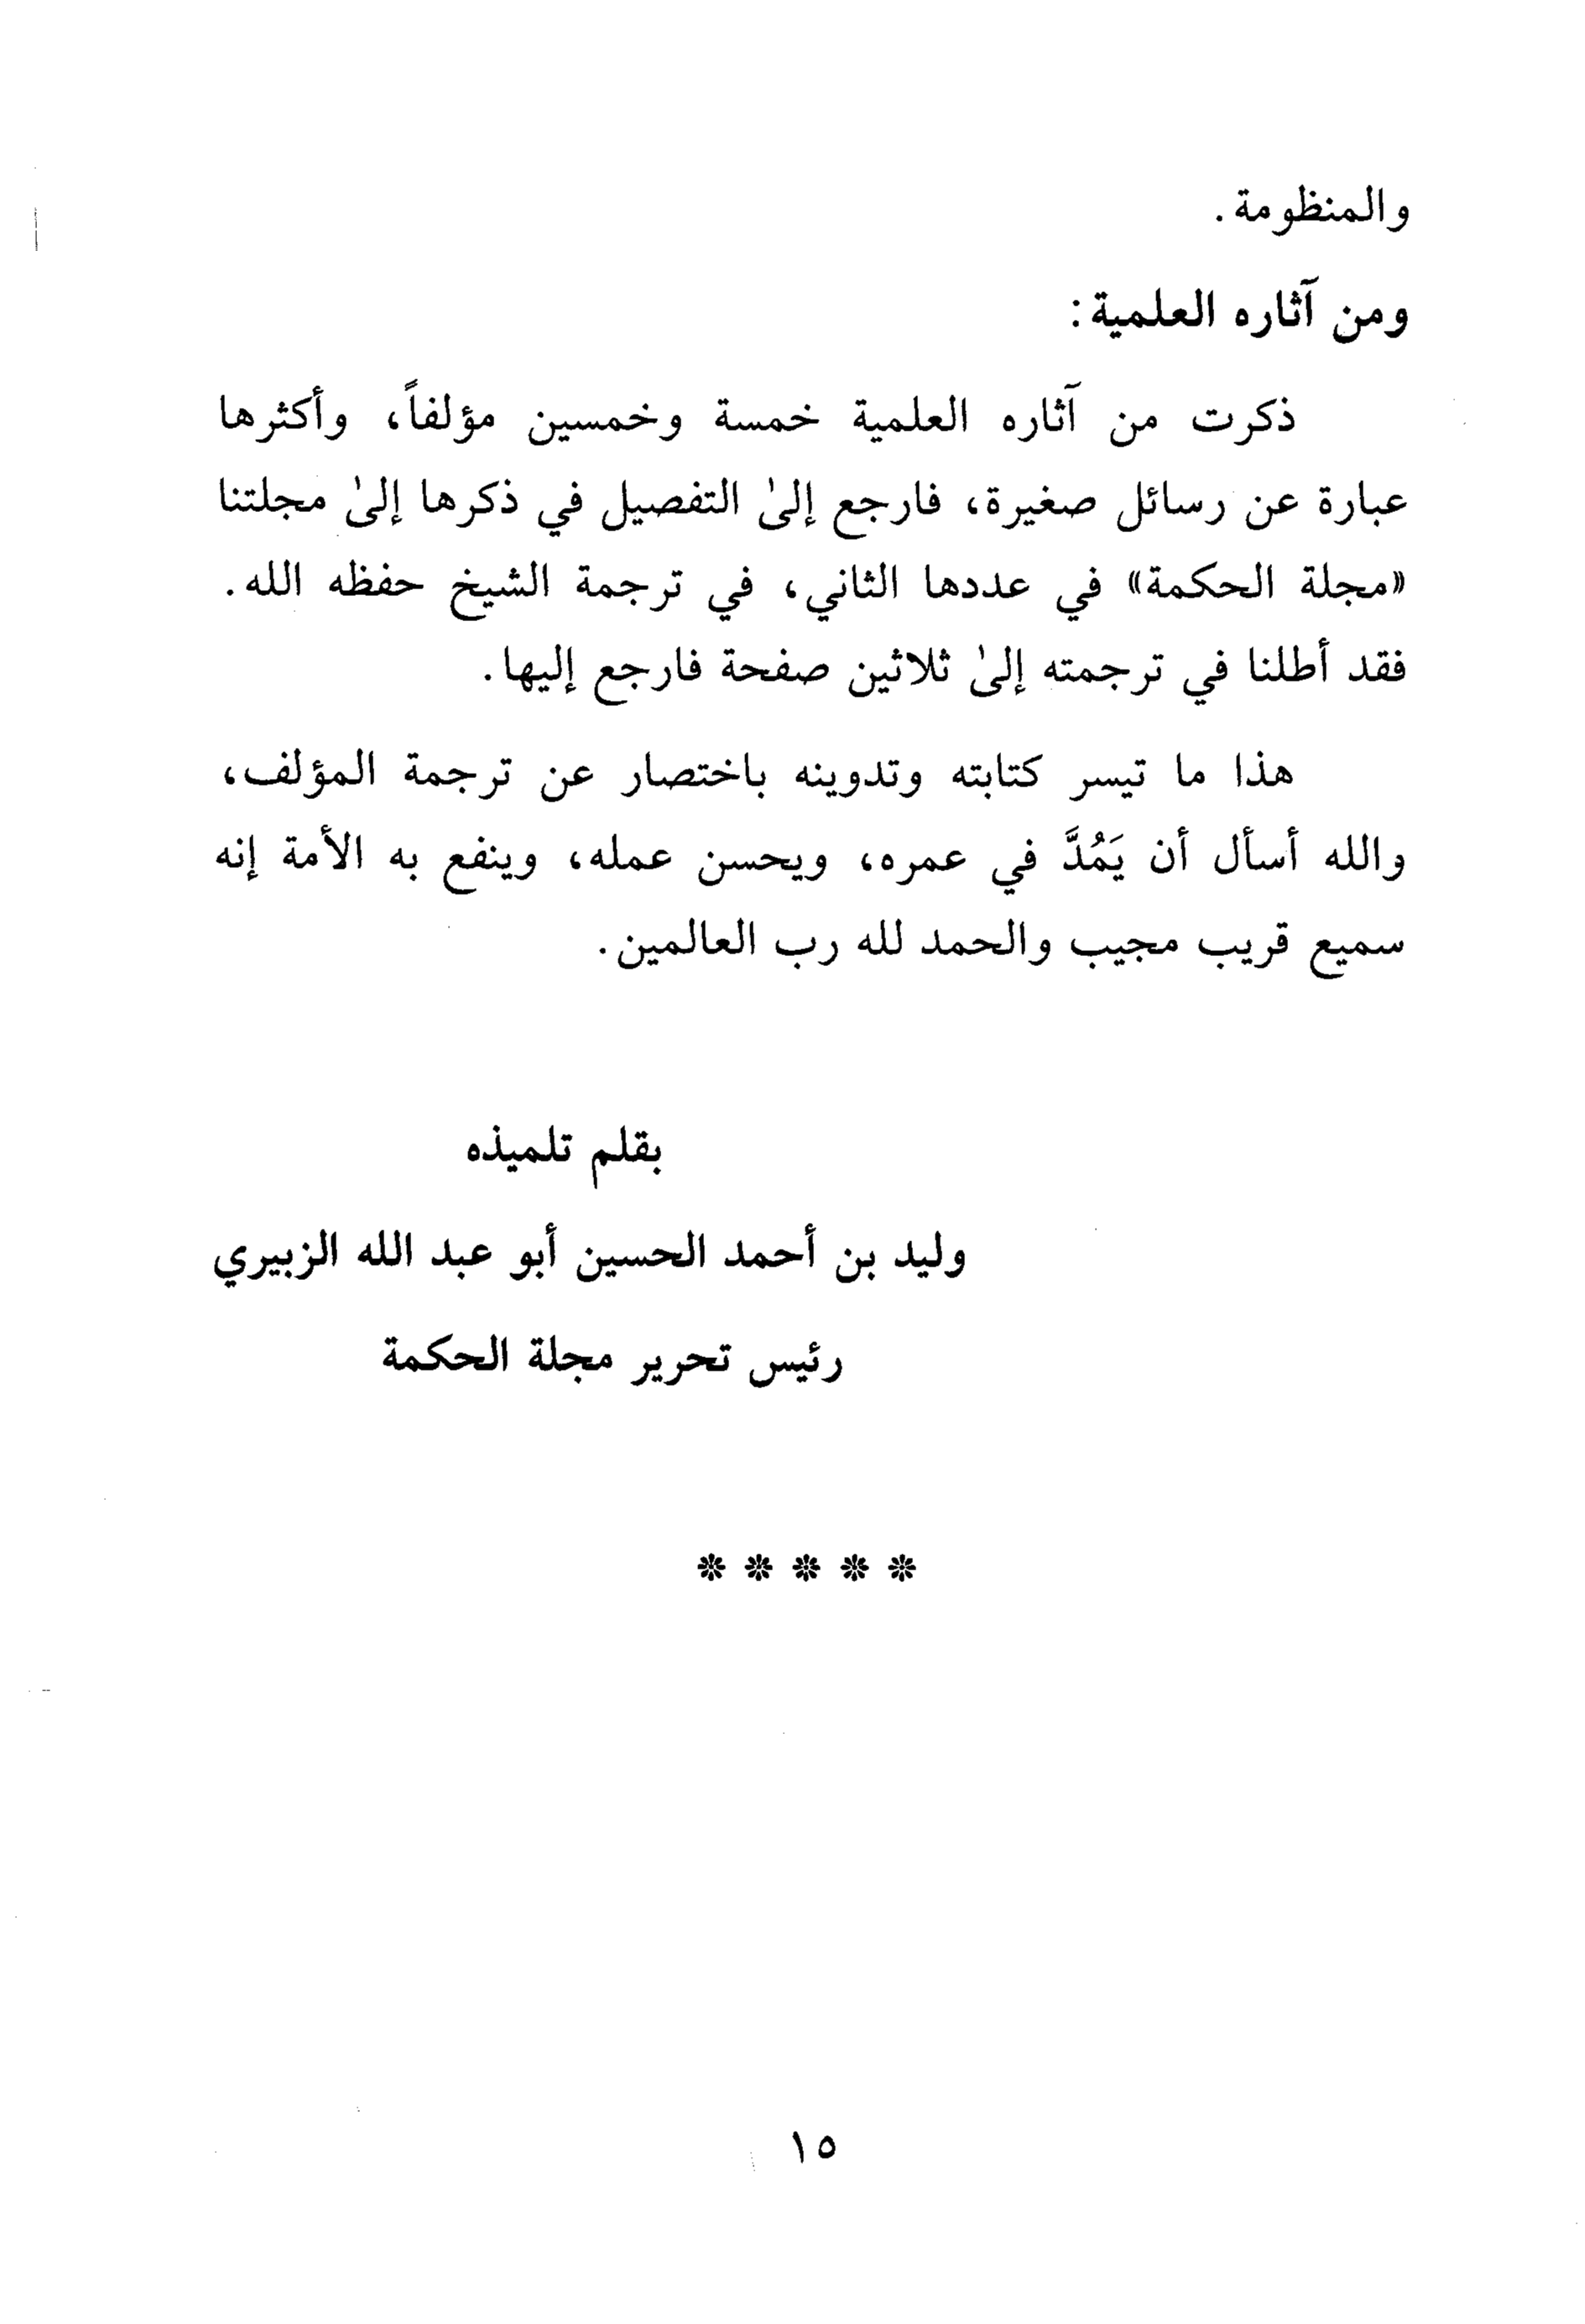 والمنظومة.
ومن آثاره العلمية:
ذكرت من آثاره العلمية خمسة وخمسين مؤلفاً، وأكثرها
عبارة عن رسائل صغيرة، فارجع إلىٰ التفصيل في ذكرها إلىٰ مجلتنا
«مجلة الحكمة» في عددها الثاني، في ترجمة الشيخ حفظه الله.
فقد أطلنا في ترجمته إلىٰ ثلاثين صفحة فارجع إليها.
هذا ما تيسر كتابته وتدوينه باختصار عن ترجمة المؤلف،
والله أسأل أن يَمُدَّ في عمره، ويحسن عمله، وينفع به الأمة إنه
سميع قريب مجيب والحمد لله رب العالمين.
بقلم تلميذه
وليد بن أحمد الحسين أبو عبد الله الزبيري
رئيس تحرير مجلة الحكمة
* * * * *
١٥